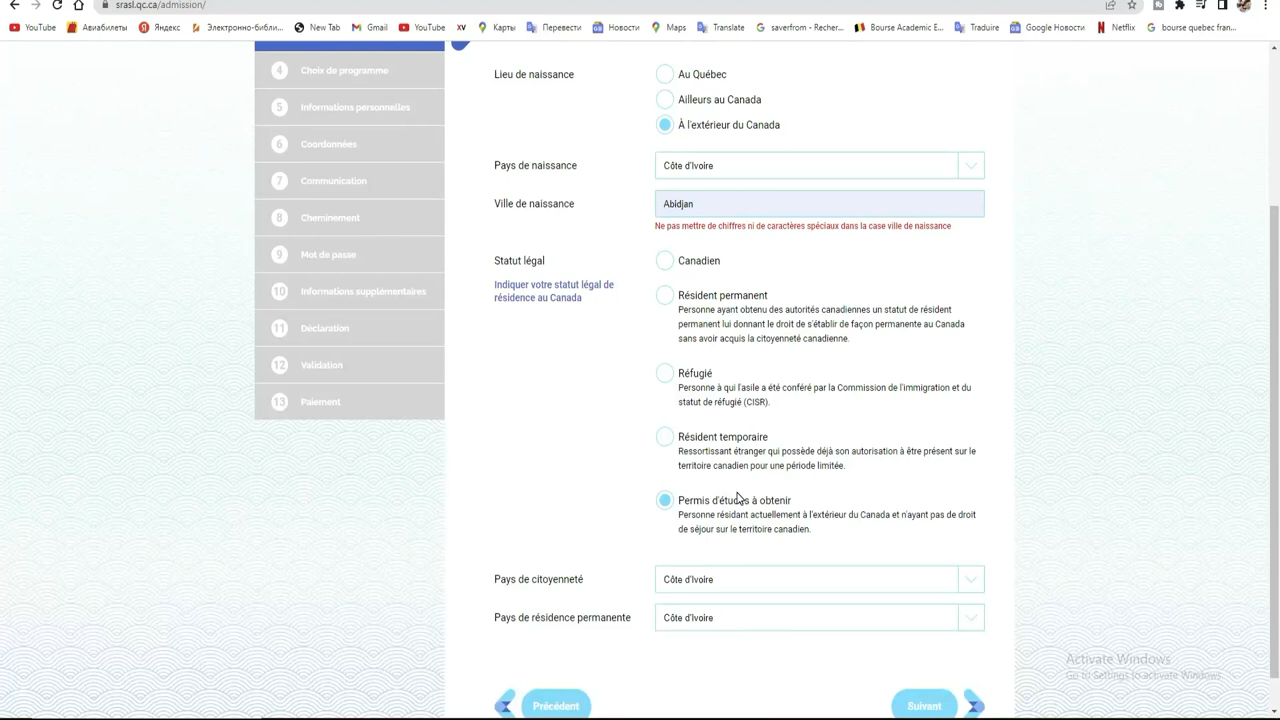 srasl.qc.ca/admission/
YouTube
Авиабилеты
Яндекс
Электронно-библи...
New Tab
Gmail
YouTube
XV
Карты
Перевести
Новости
Maps
Translate
saverfrom - Recher...
Bourse Academic E...
Traduire
Google Новости
Netflix
bourse quebec fran...
4 Choix de programme
5 Informations personnelles
6 Coordonnées
7 Communication
8 Cheminement
9 Mot de passe
10 Informations supplémentaires
11 Déclaration
12 Validation
13 Paiement
Lieu de naissance
Au Québec
Ailleurs au Canada
À l'extérieur du Canada
Pays de naissance
Côte d'Ivoire
Ville de naissance
Abidjan
Ne pas mettre de chiffres ni de caractères spéciaux dans la case ville de naissance
Statut légal
Indiquer votre statut légal de
résidence au Canada
Canadien
Résident permanent
Personne ayant obtenu des autorités canadiennes un statut de résident
permanent lui donnant le droit de s'établir de façon permanente au Canada
sans avoir acquis la citoyenneté canadienne.
Réfugié
Personne à qui l'asile a été conféré par la Commission de l'immigration et du
statut de réfugié (CISR).
Résident temporaire
Ressortissant étranger qui possède déjà son autorisation à être présent sur le
territoire canadien pour une période limitée.
Permis d'études à obtenir
Personne résidant actuellement à l'extérieur du Canada et n'ayant pas de droit
de séjour sur le territoire canadien.
Pays de citoyenneté
Côte d'Ivoire
Pays de résidence permanente
Côte d'Ivoire
Précédent
Suivant
Activate Windows
Go to Settings to activate Windows.